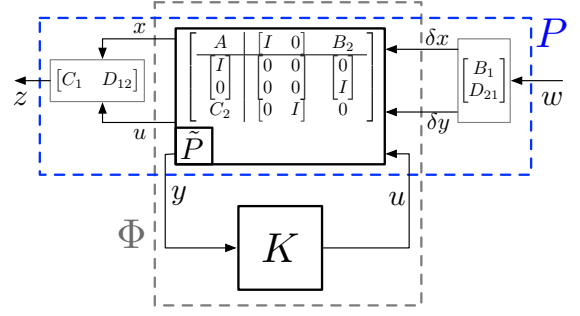 x
[ A | [I 0] B₂ ]
[I 0] | [0 0; 0 0] [0 I]
C₂ | [0 I] 0
P̃
[C₁ D₁₂]
z
u
δx
δy
[B₁ D₂₁]
w
P
y
u
Φ
K